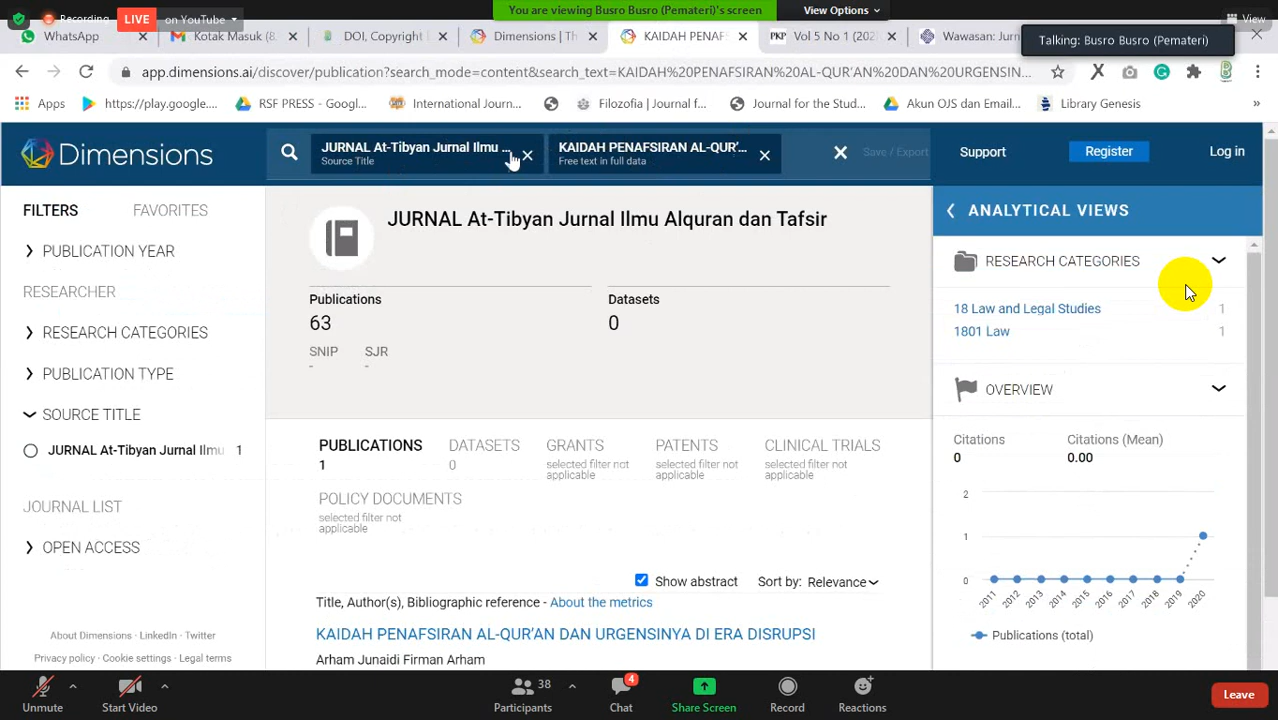 Recording
LIVE
on YouTube
You are viewing Busro Busro (Pemateri)'s screen
View Options
View
WhatsApp
Kotak Masuk (8.
DOI, Copyright
Dimensions | Th
KAIDAH PENAF
Vol 5 No 1 (202
Wawasan: Jurn
Talking: Busro Busro (Pemateri)
app.dimensions.ai/discover/publication?search_mode=content&search_text=KAIDAH%20PENAFSIRAN%20AL-QUR'AN%20DAN%20URGENSIN...
Apps
https://play.google....
RSF PRESS - Googl...
International Journ...
Filozofia | Journal f...
Journal for the Stud...
Akun OJS dan Email...
Library Genesis
Dimensions
JURNAL At-Tibyan Jurnal Ilmu ...
Source Title
KAIDAH PENAFSIRAN AL-QUR'...
Free text in full data
Save / Export
Support
Register
Log in
FILTERS
FAVORITES
PUBLICATION YEAR
RESEARCHER
RESEARCH CATEGORIES
PUBLICATION TYPE
SOURCE TITLE
JURNAL At-Tibyan Jurnal Ilmu
1
JOURNAL LIST
OPEN ACCESS
About Dimensions · LinkedIn · Twitter
Privacy policy · Cookie settings · Legal terms
JURNAL At-Tibyan Jurnal Ilmu Alquran dan Tafsir
Publications
63
Datasets
0
SNIP
-
SJR
-
PUBLICATIONS
1
DATASETS
0
GRANTS
selected filter not
applicable
PATENTS
selected filter not
applicable
CLINICAL TRIALS
selected filter not
applicable
POLICY DOCUMENTS
selected filter not
applicable
Show abstract
Sort by: Relevance
Title, Author(s), Bibliographic reference - About the metrics
KAIDAH PENAFSIRAN AL-QUR'AN DAN URGENSINYA DI ERA DISRUPSI
Arham Junaidi Firman Arham
ANALYTICAL VIEWS
RESEARCH CATEGORIES
18 Law and Legal Studies 1
1801 Law 1
OVERVIEW
Citations
0
Citations (Mean)
0.00
2
1
0
2011 2012 2013 2014 2015 2016 2017 2018 2019 2020
Publications (total)
Unmute
Start Video
38
Participants
4
Chat
Share Screen
Record
Reactions
Leave